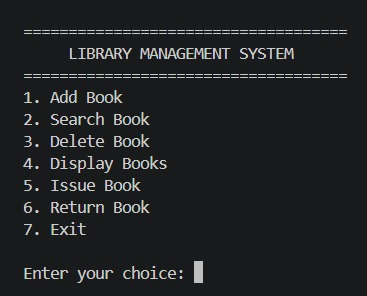 ====================================
LIBRARY MANAGEMENT SYSTEM
====================================
1. Add Book
2. Search Book
3. Delete Book
4. Display Books
5. Issue Book
6. Return Book
7. Exit
Enter your choice: